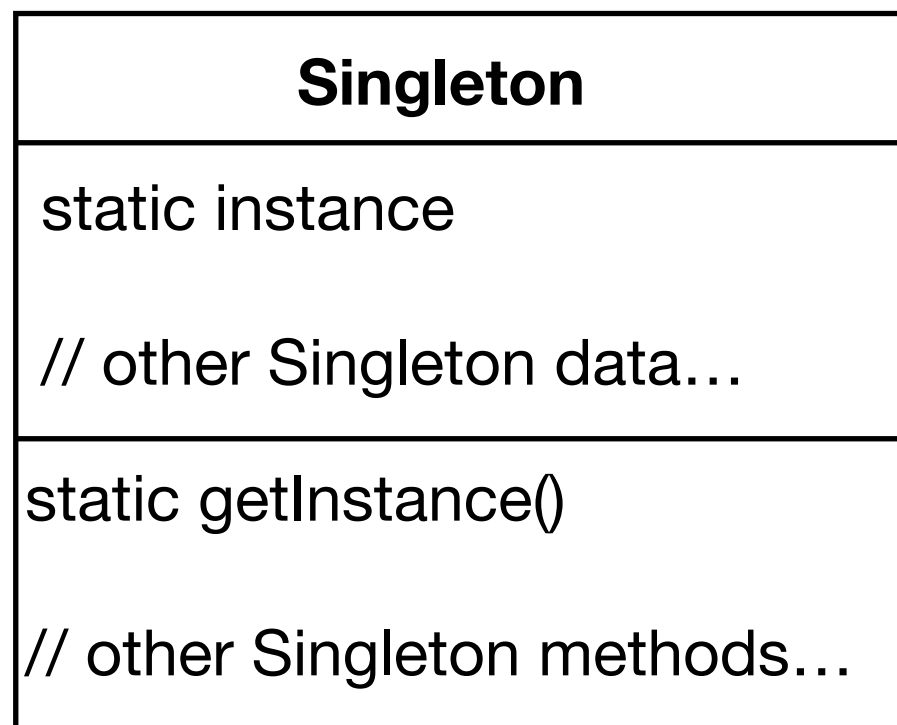 Singleton
static instance
// other Singleton data…
static getInstance()
// other Singleton methods…